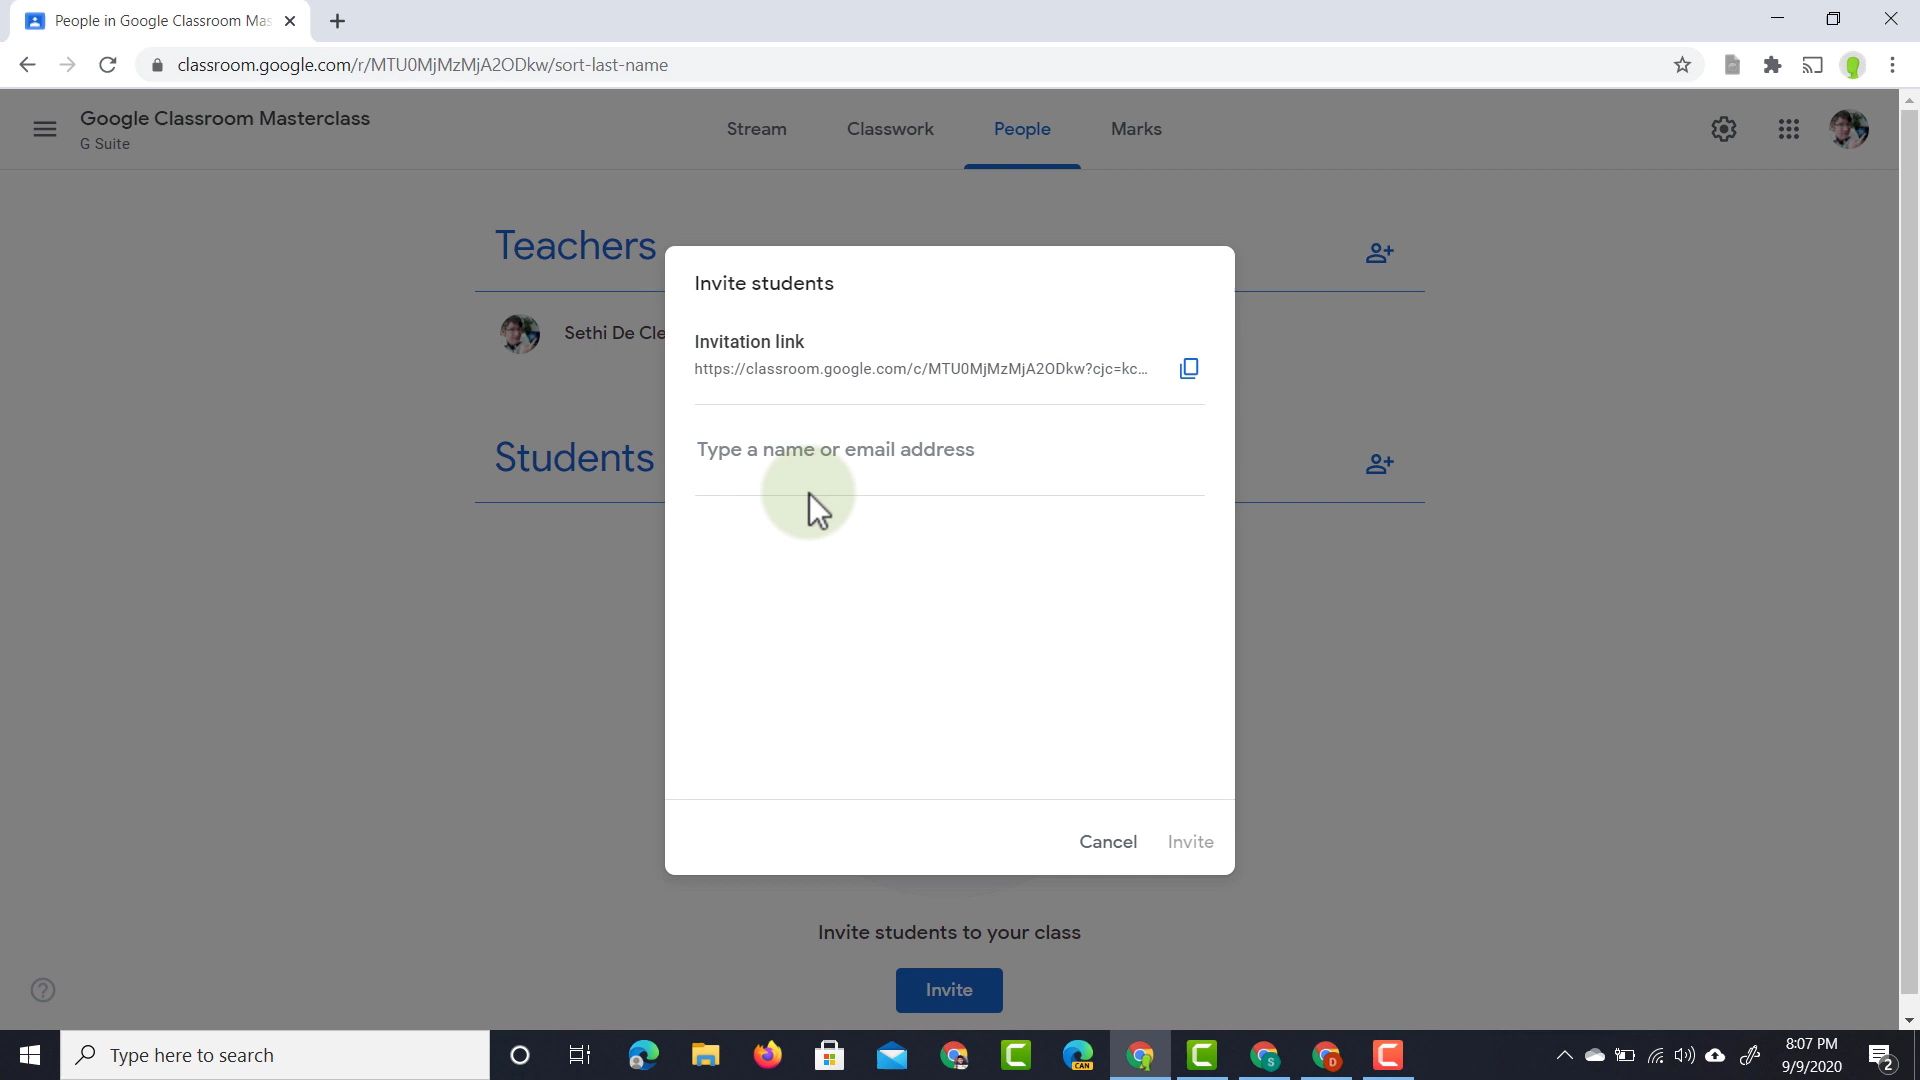 People in Google Classroom Mas
classroom.google.com/r/MTU0MjMzMjA2ODkw/sort-last-name
Google Classroom Masterclass
G Suite
Stream
Classwork
People
Marks
Teachers
Sethi De Cle
Students
Invite students
Invitation link
https://classroom.google.com/c/MTU0MjMzMjA2ODkw?cjc=kc...
Type a name or email address
Cancel
Invite
Invite students to your class
Invite
Type here to search
CAN
S
D
8:07 PM
9/9/2020
2